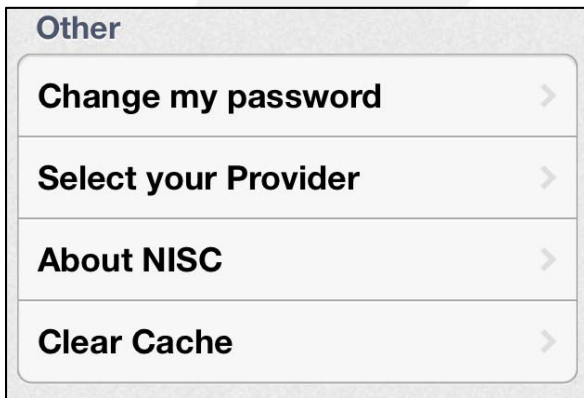 Other
Change my password
Select your Provider
About NISC
Clear Cache